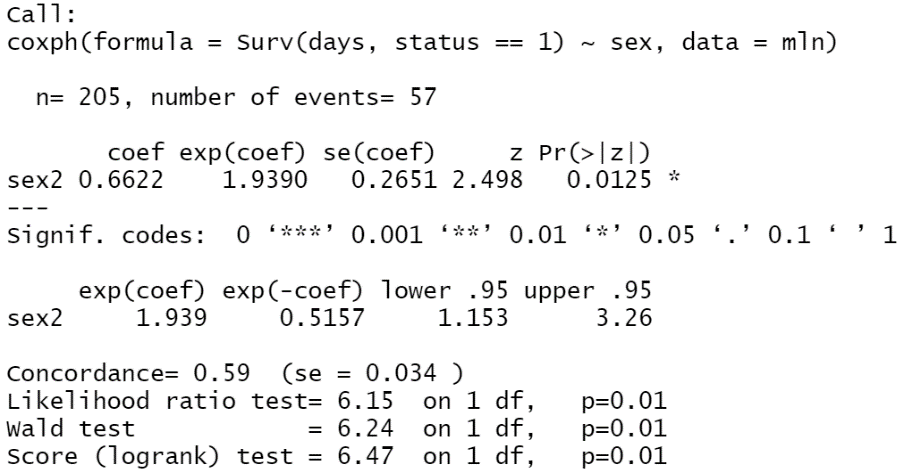 Call:
coxph(formula = Surv(days, status == 1) ~ sex, data = mln)
n= 205, number of events= 57
coef exp(coef) se(coef) z Pr(>|z|)
sex2 0.6622 1.9390 0.2651 2.498 0.0125 *
---
Signif. codes: 0 ‘***’ 0.001 ‘**’ 0.01 ‘*’ 0.05 ‘.’ 0.1 ‘ ’ 1
exp(coef) exp(-coef) lower .95 upper .95
sex2 1.939 0.5157 1.153 3.26
Concordance= 0.59 (se = 0.034 )
Likelihood ratio test= 6.15 on 1 df, p=0.01
Wald test = 6.24 on 1 df, p=0.01
Score (logrank) test = 6.47 on 1 df, p=0.01